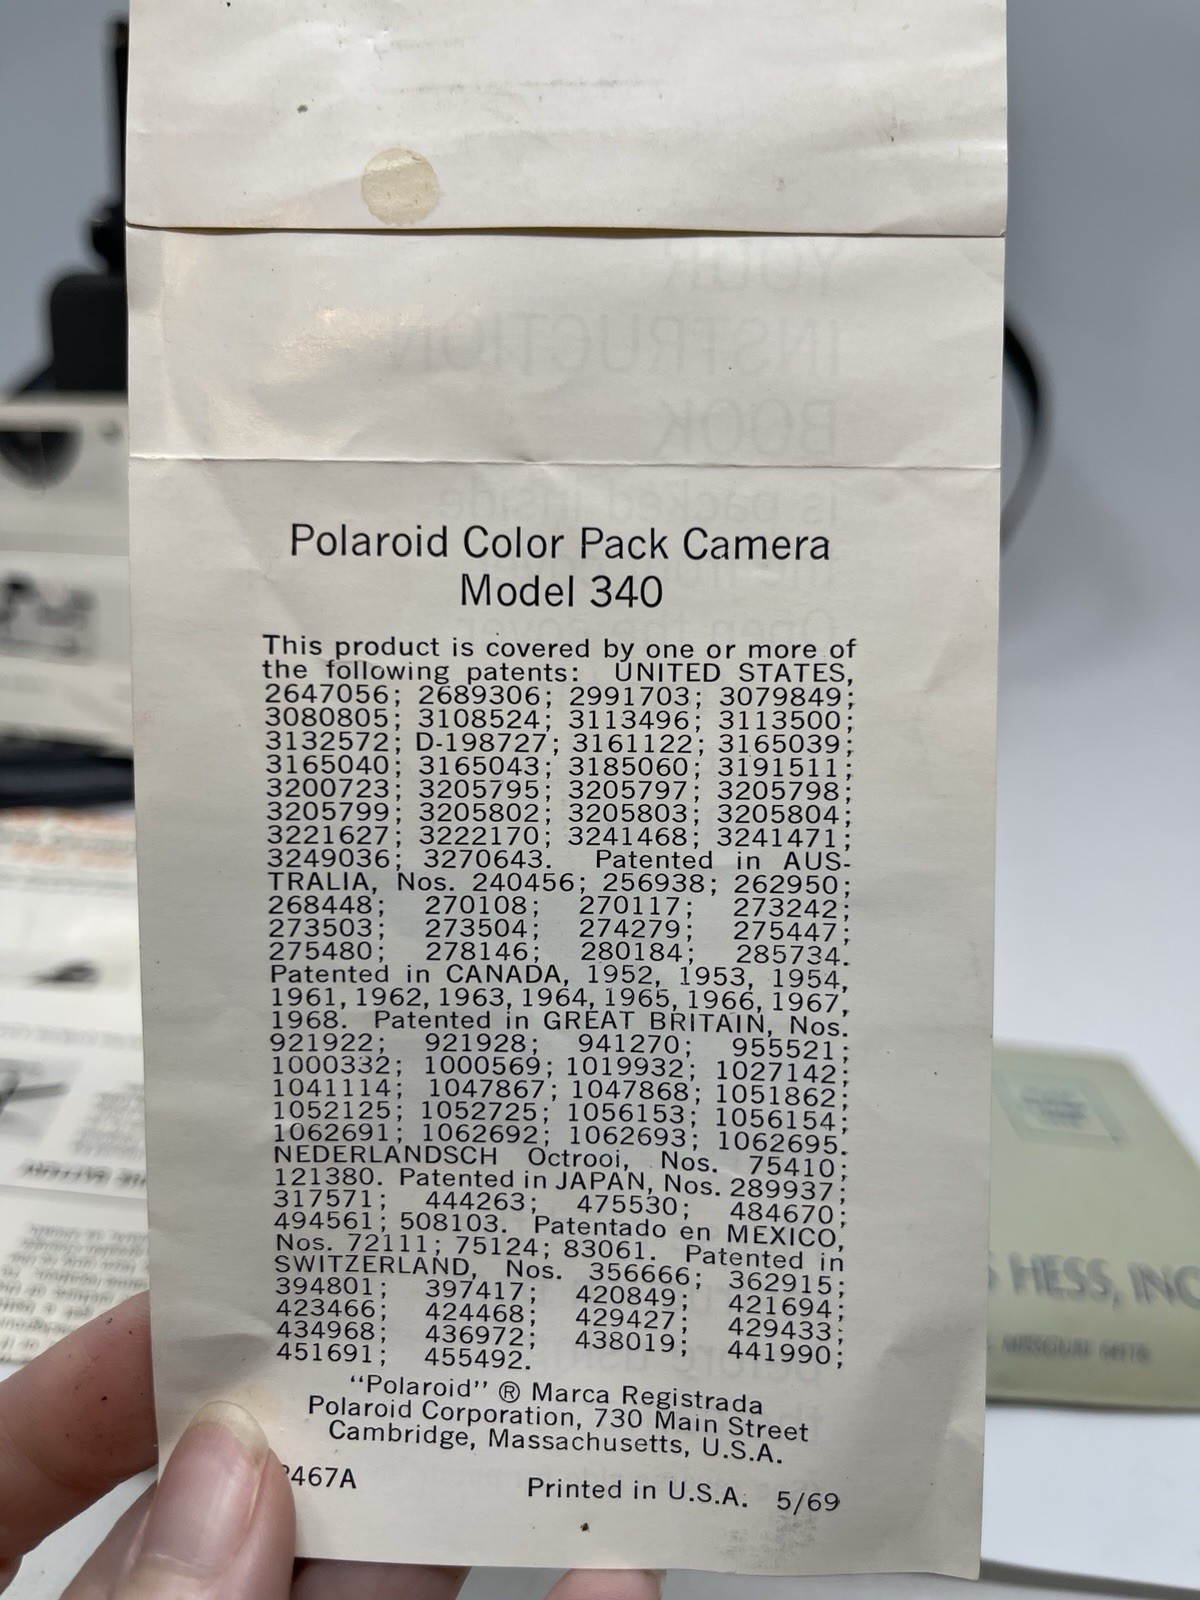 YOUR
INSTRUCTION
BOOK
is packed inside
Polaroid Color Pack Camera
Model 340
This product is covered by one or more of
the following patents: UNITED STATES,
2647056; 2689306; 2991703; 3079849;
3080805; 3108524; 3113496; 3113500;
3132572; D-198727; 3161122; 3165039;
3165040; 3165043; 3185060; 3191511;
3200723; 3205795; 3205797; 3205798;
3205799; 3205802; 3205803; 3205804;
3221627; 3222170; 3241468; 3241471;
3249036; 3270643. Patented in AUS-
TRALIA, Nos. 240456; 256938; 262950;
268448; 270108; 270117; 273242;
273503; 273504; 274279; 275447;
275480; 278146; 280184; 285734.
Patented in CANADA, 1952, 1953, 1954,
1961, 1962, 1963, 1964, 1965, 1966, 1967,
1968. Patented in GREAT BRITAIN, Nos.
921922; 921928; 941270; 955521;
1000332; 1000569; 1019932; 1027142;
1041114; 1047867; 1047868; 1051862;
1052125; 1052725; 1056153; 1056154;
1062691; 1062692; 1062693; 1062695.
NEDERLANDSCH Octrooi, Nos. 75410;
121380. Patented in JAPAN, Nos. 289937;
317571; 444263; 475530; 484670;
494561; 508103. Patentado en MEXICO,
Nos. 72111; 75124; 83061. Patented in
SWITZERLAND, Nos. 356666; 362915;
394801; 397417; 420849; 421694;
423466; 424468; 429427; 429433;
434968; 436972; 438019; 441990;
451691; 455492.
"Polaroid" ® Marca Registrada
Polaroid Corporation, 730 Main Street
Cambridge, Massachusetts, U.S.A.
467A Printed in U.S.A. 5/69
HESS, INC
MISSOURI